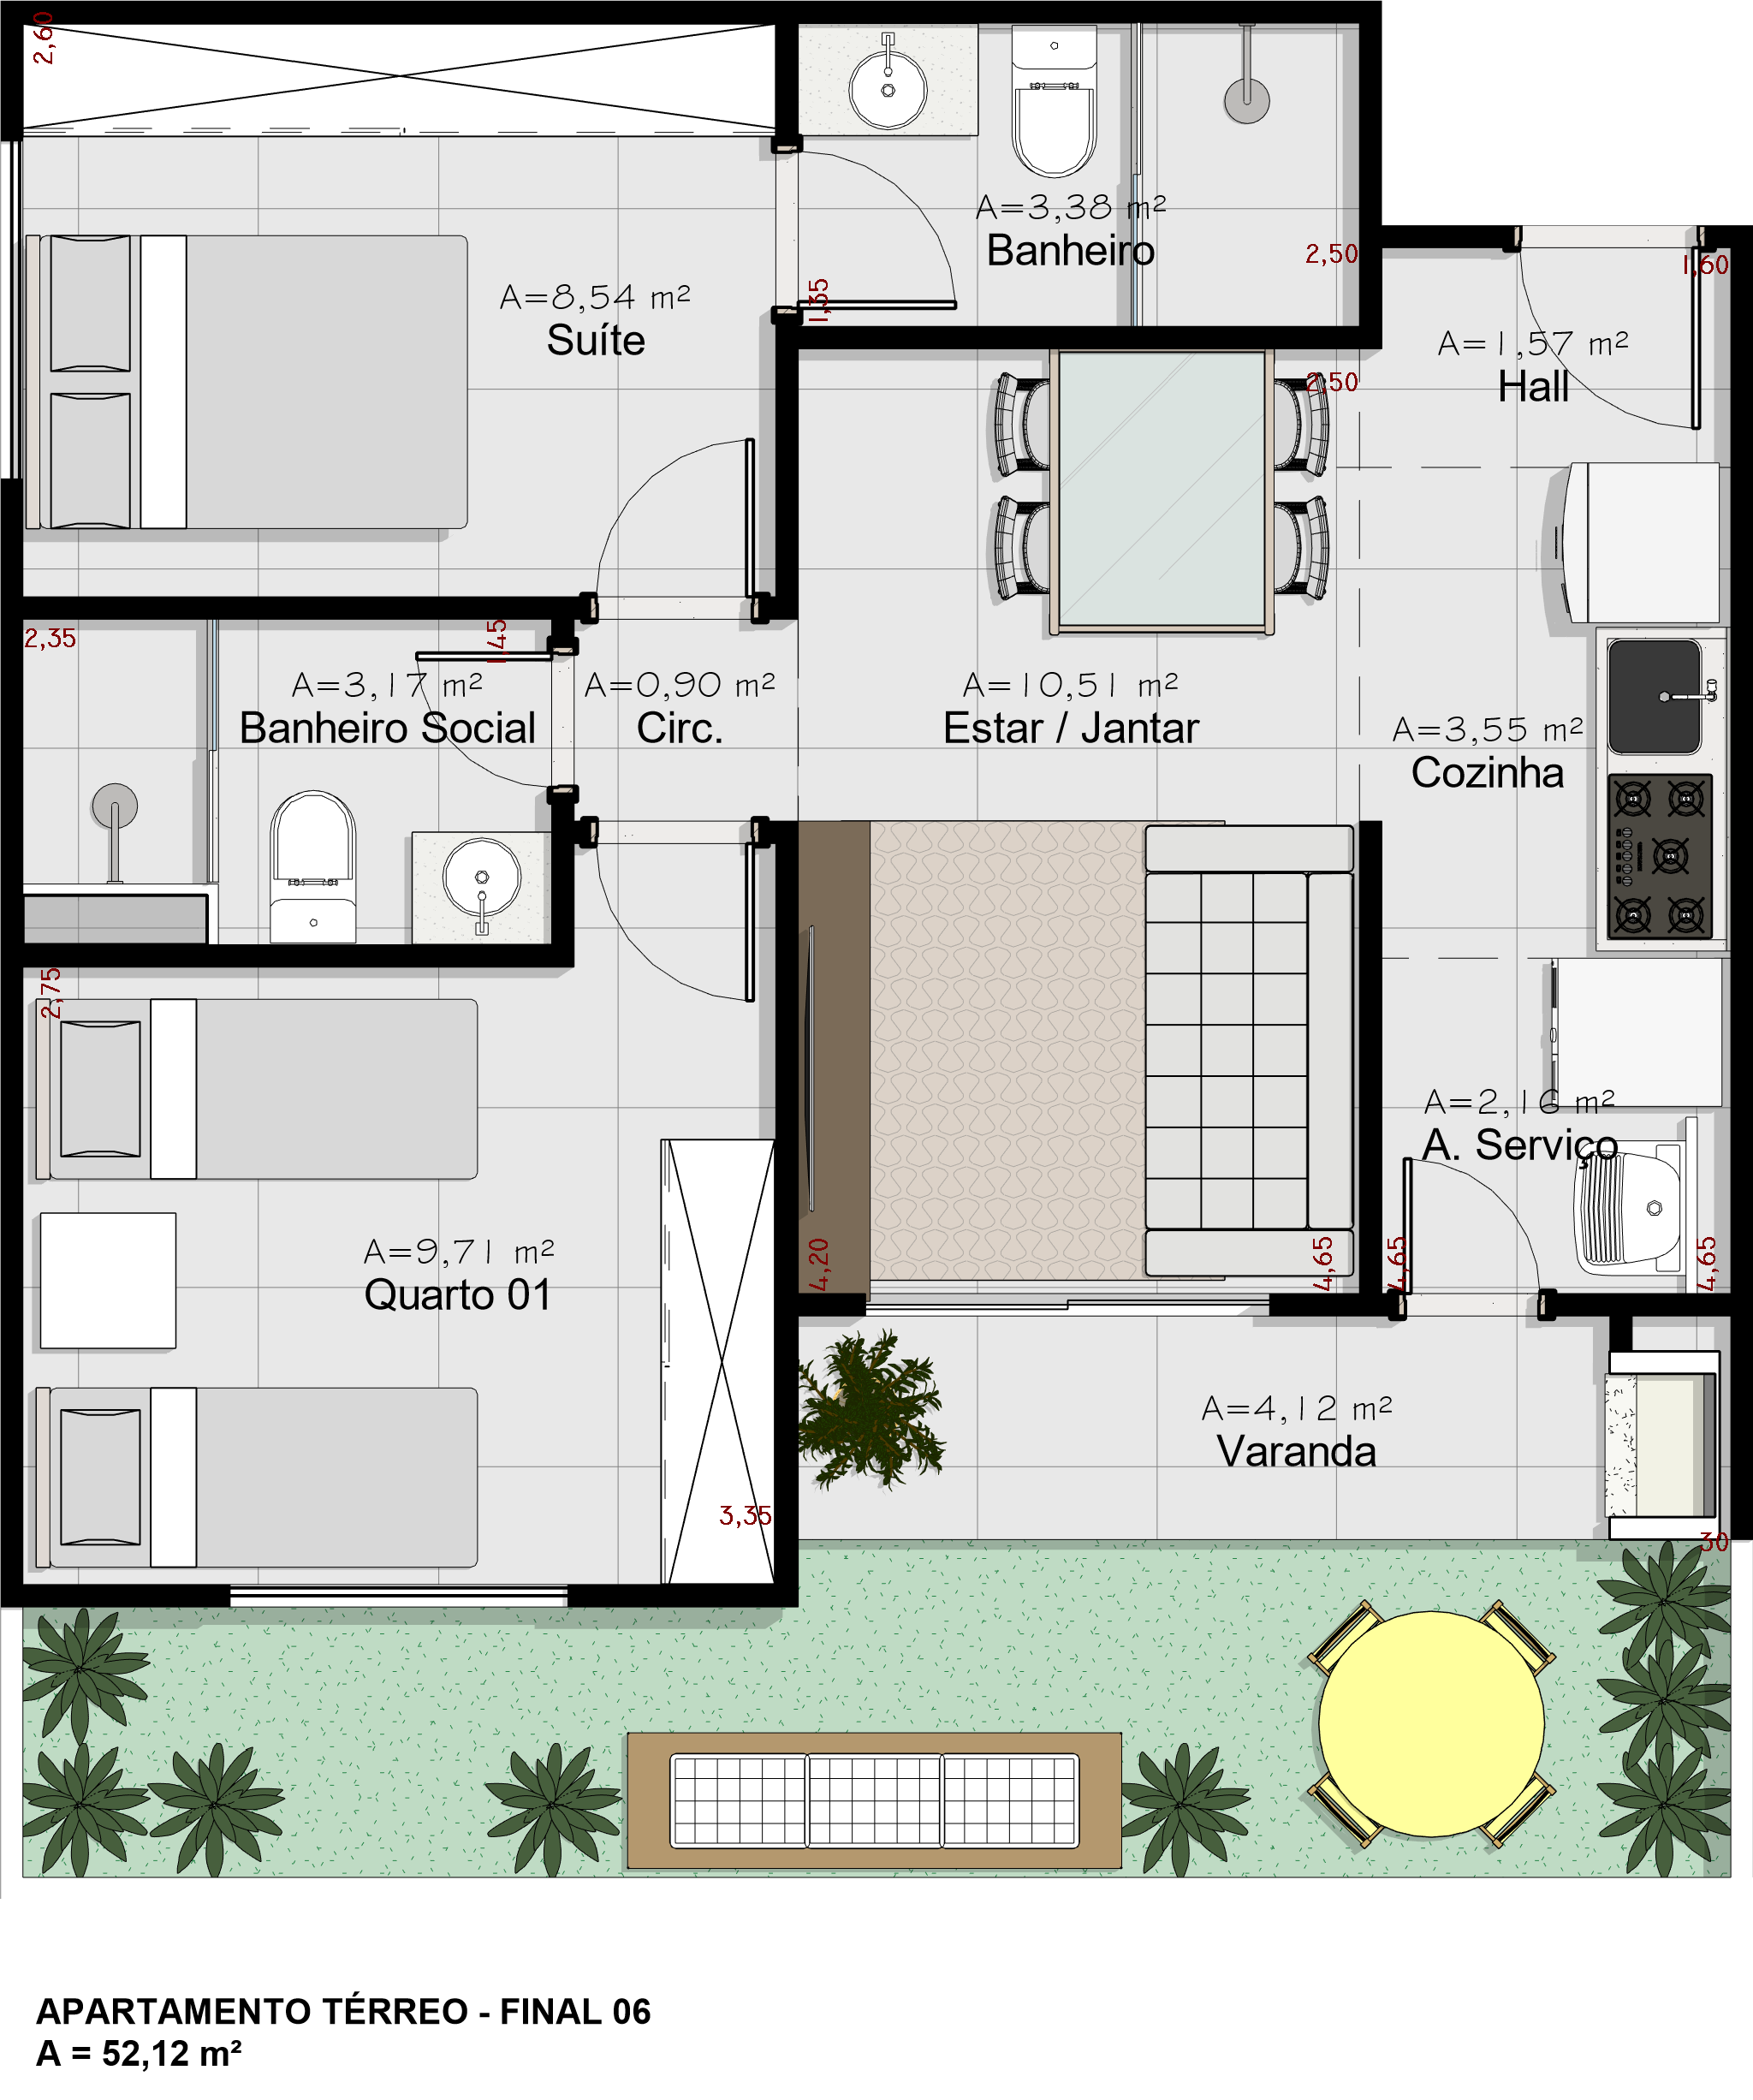 2,60
A=3,38 m²
Banheiro
2,50
1,35
1,60
A=8,54 m²
Suíte
A=1,57 m²
Hall
2,50
2,35
1,45
A=3,17 m²
Banheiro Social
A=0,90 m²
Circ.
A=10,51 m²
Estar / Jantar
A=3,55 m²
Cozinha
2,75
A=2,16 m²
A. Serviço
A=9,71 m²
Quarto 01
4,20
4,65
4,65
4,65
A=4,12 m²
Varanda
3,35
30
APARTAMENTO TÉRREO - FINAL 06
A = 52,12 m²